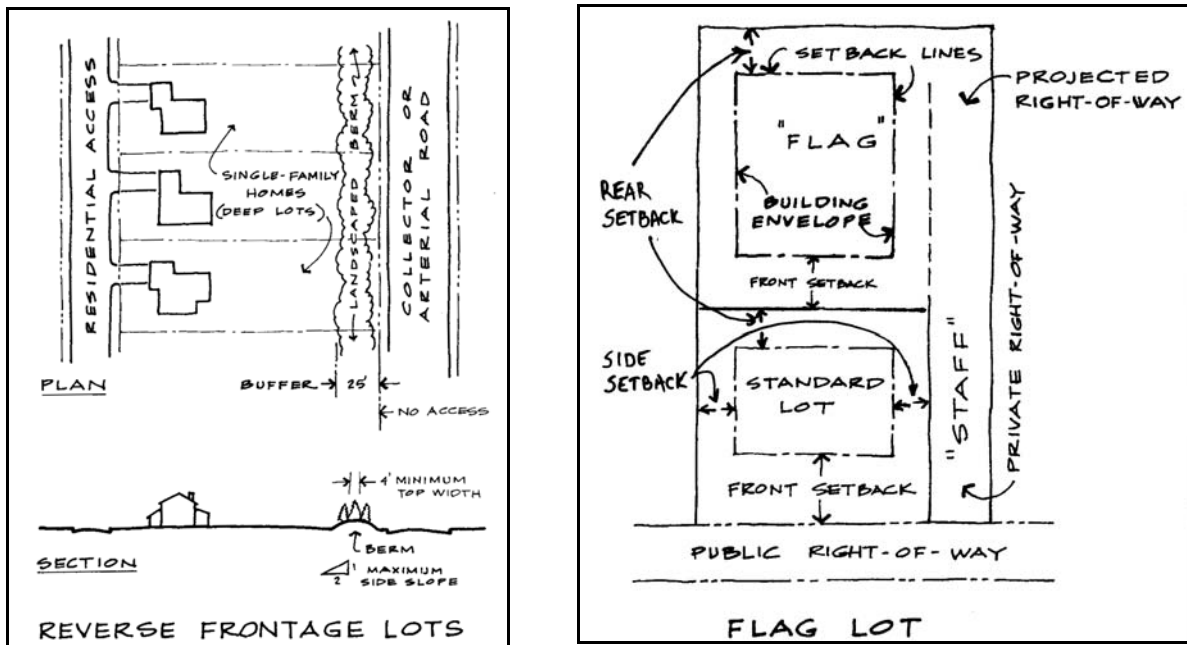 RESIDENTIAL ACCESS
SINGLE-FAMILY
HOMES
(DEEP LOTS)
LANDSCAPED BERM
COLLECTOR OR
ARTERIAL ROAD
PLAN
BUFFER
25'
NO ACCESS
4' MINIMUM
TOP WIDTH
BERM
1
2
MAXIMUM
SIDE SLOPE
SECTION
REVERSE FRONTAGE LOTS
SETBACK LINES
PROJECTED
RIGHT-OF-WAY
"FLAG"
REAR
SETBACK
BUILDING
ENVELOPE
FRONT SETBACK
SIDE
SETBACK
STANDARD
LOT
"STAFF"
PRIVATE RIGHT-OF-WAY
FRONT SETBACK
PUBLIC RIGHT-OF-WAY
FLAG LOT